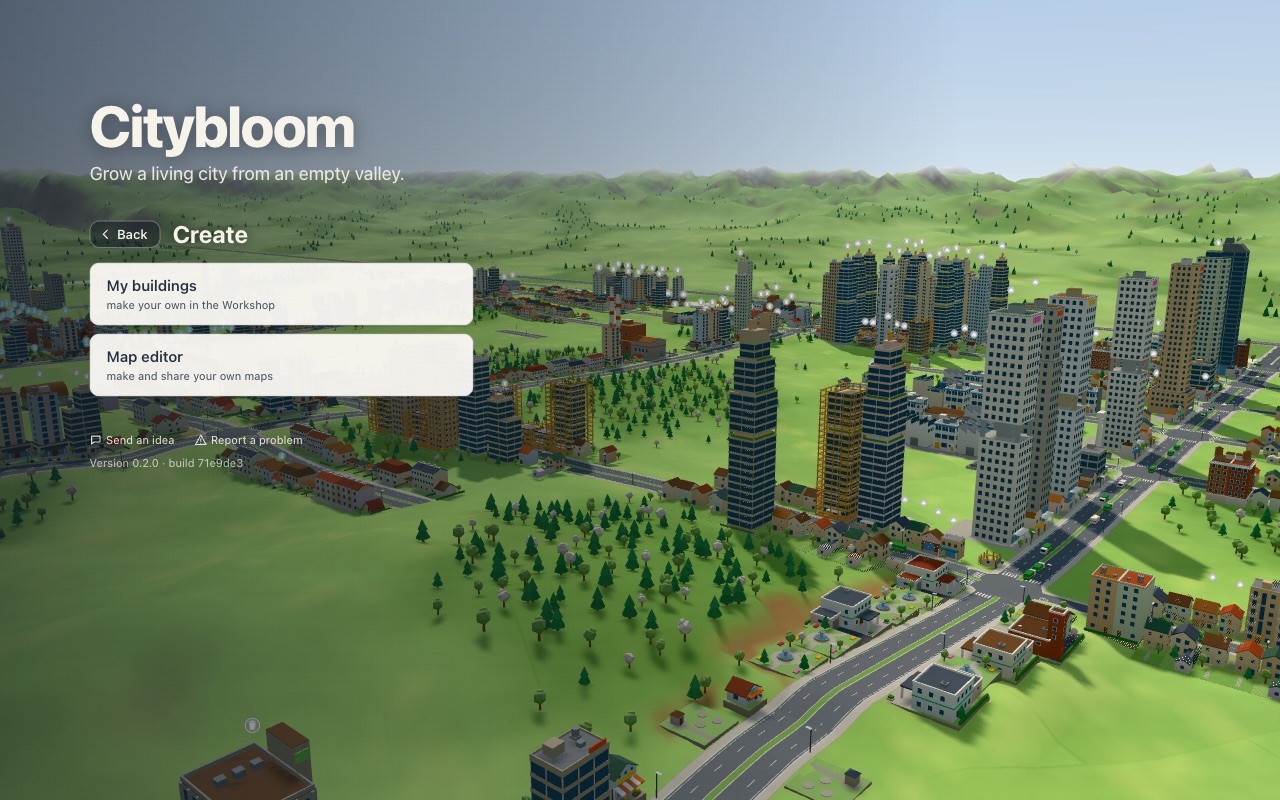 Citybloom
Grow a living city from an empty valley.
Back
Create
My buildings
make your own in the Workshop
Map editor
make and share your own maps
Send an idea
Report a problem
Version 0.2.0 · build 71e9de3